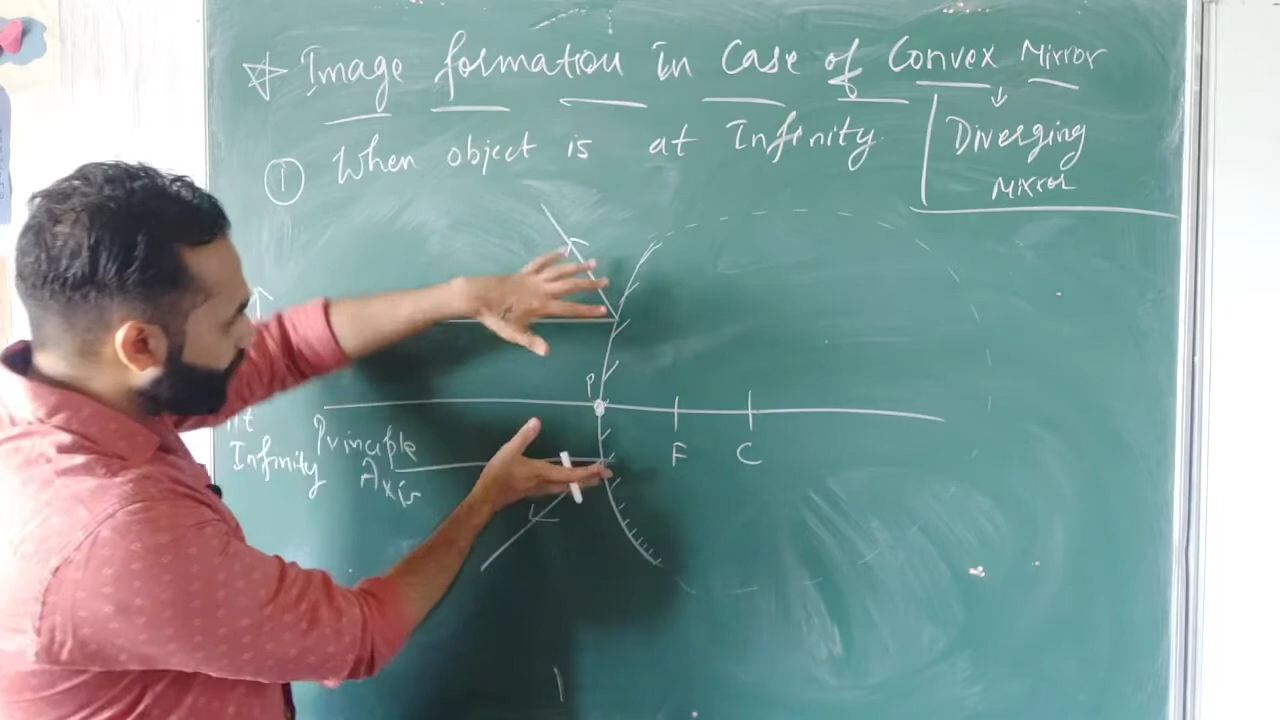 ☆ Image formation in Case of Convex Mirror
↓
① When object is at Infinity
Diverging
Mirror
P
At
Infinity
Principle
Axis
F
C